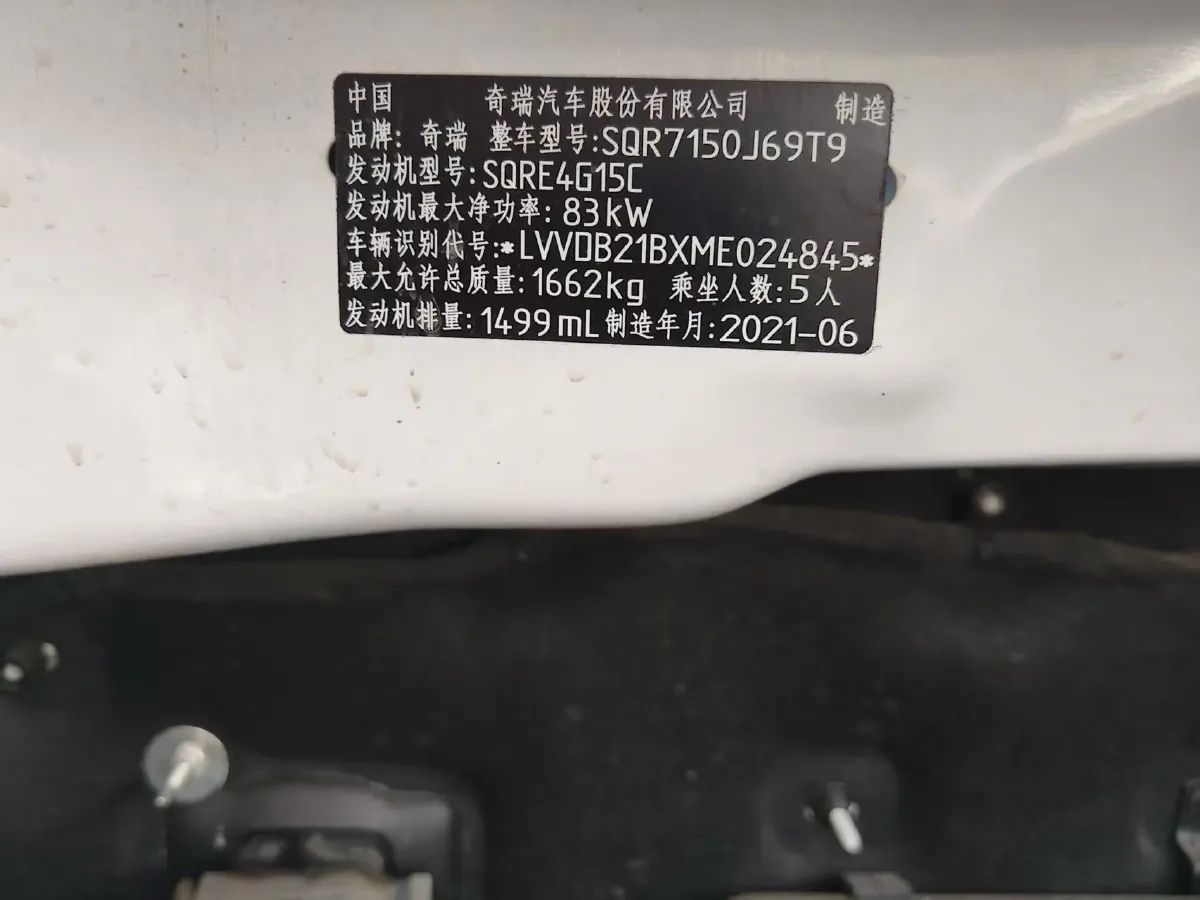 中国 奇瑞汽车股份有限公司 制造
品牌: 奇瑞 整车型号:SQR7150J69T9
发动机型号:SQRE4G15C
发动机最大净功率: 83kW
车辆识别代号:*LVVDB21BXME024845*
最大允许总质量:1662kg 乘坐人数:5人
发动机排量:1499mL 制造年月:2021-06